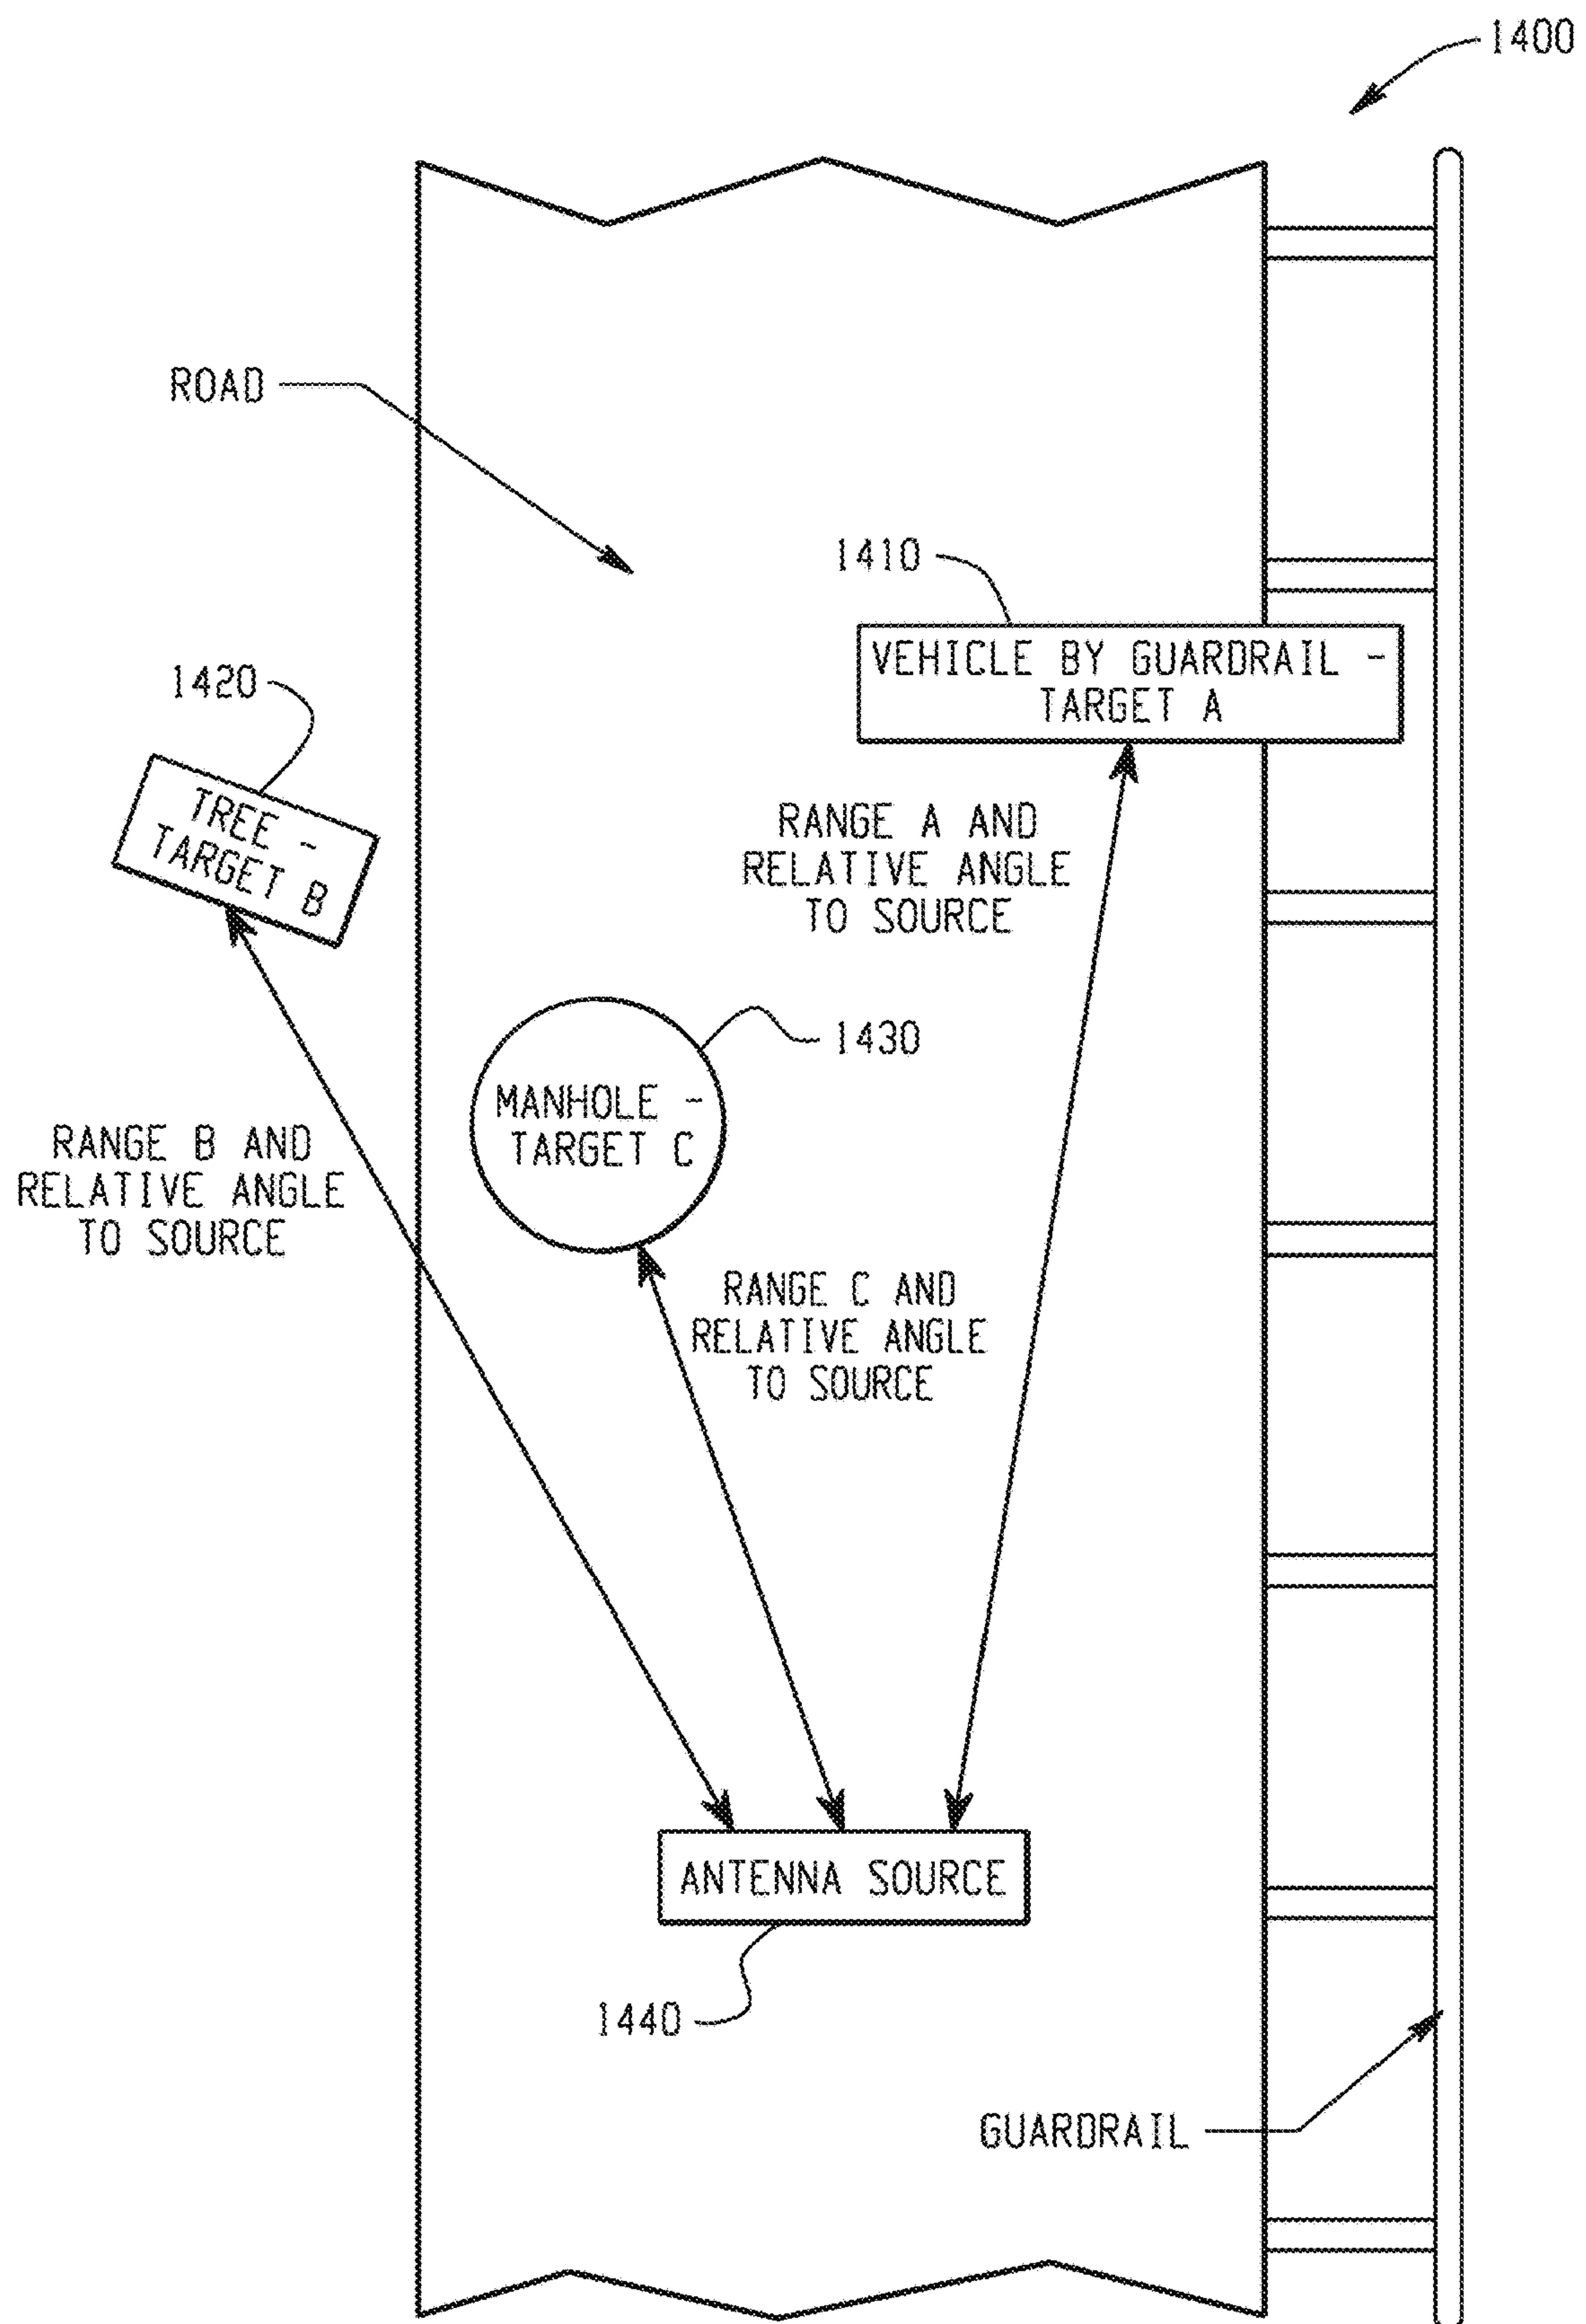 1400
ROAD
1410
VEHICLE BY GUARDRAIL -
TARGET A
1420
TREE -
TARGET B
RANGE A AND
RELATIVE ANGLE
TO SOURCE
1430
MANHOLE -
TARGET C
RANGE B AND
RELATIVE ANGLE
TO SOURCE
RANGE C AND
RELATIVE ANGLE
TO SOURCE
ANTENNA SOURCE
1440
GUARDRAIL